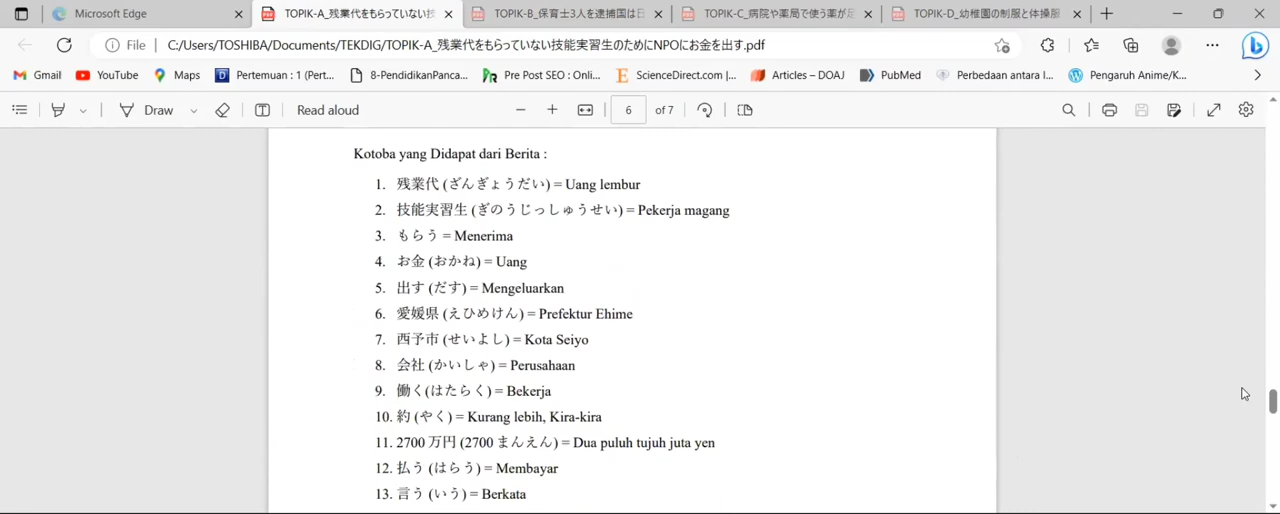 Microsoft Edge
TOPIK-A_残業代をもらっていない技
TOPIK-B_保育士3人を逮捕国は日
TOPIK-C_病院や薬局で使う薬が足
TOPIK-D_幼稚園の制服と体操服
File
C:/Users/TOSHIBA/Documents/TEKDIG/TOPIK-A_残業代をもらっていない技能実習生のためにNPOにお金を出す.pdf
Gmail
YouTube
Maps
Pertemuan : 1 (Pert...
8-PendidikanPanca...
Pre Post SEO : Onli...
ScienceDirect.com |...
Articles – DOAJ
PubMed
Perbedaan antara I...
Pengaruh Anime/K...
Draw
Read aloud
6 of 7
Kotoba yang Didapat dari Berita :
1. 残業代 (ざんぎょうだい) = Uang lembur
2. 技能実習生 (ぎのうじっしゅうせい) = Pekerja magang
3. もらう = Menerima
4. お金 (おかね) = Uang
5. 出す (だす) = Mengeluarkan
6. 愛媛県 (えひめけん) = Prefektur Ehime
7. 西予市 (せいよし) = Kota Seiyo
8. 会社 (かいしゃ) = Perusahaan
9. 働く(はたらく) = Bekerja
10. 約 (やく) = Kurang lebih, Kira-kira
11. 2700 万円 (2700 まんえん) = Dua puluh tujuh juta yen
12. 払う (はらう) = Membayar
13. 言う (いう) = Berkata